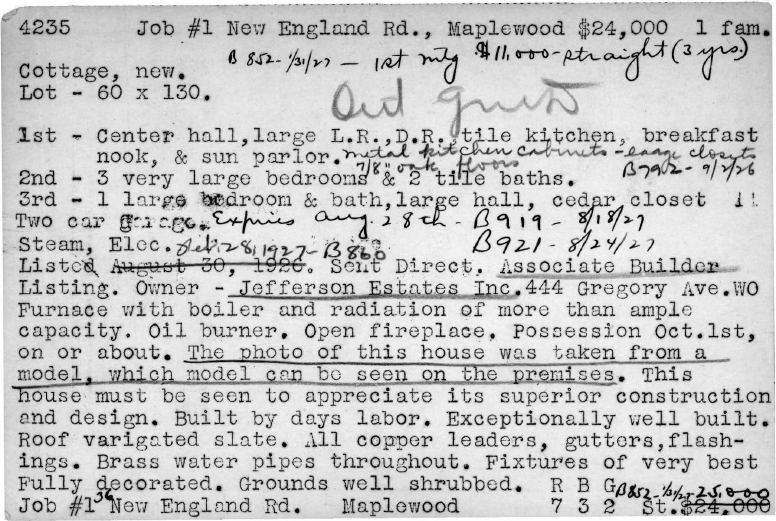 4235 Job #1 New England Rd., Maplewood $24,000 1 fam.
B 852 - 1/31/27 - 1st mtg $11,000 - straight (3 yrs)
Cottage, new.
Lot - 60 x 130.
1st - Center hall,large L.R.,D.R.,tile kitchen, breakfast
nook, & sun parlor. metal kitchen cabinets - large closets
7/8" oak floors B792 - 9/2/26
2nd - 3 very large bedrooms & 2 tile baths.
3rd - 1 large bedroom & bath,large hall, cedar closet
Two car garage. Expires Aug. 28th - B919 - 8/18/27
Steam, Elec. Feb. 28, 1927 - B860 B921 - 8/24/27
Listed August 30, 1926. Sent Direct. Associate Builder
Listing. Owner - Jefferson Estates Inc.444 Gregory Ave.WO
Furnace with boiler and radiation of more than ample
capacity. Oil burner. Open fireplace. Possession Oct.1st,
on or about. The photo of this house was taken from a
model, which model can be seen on the premises. This
house must be seen to appreciate its superior construction
and design. Built by days labor. Exceptionally well built.
Roof varigated slate. All copper leaders, gutters,flash-
ings. Brass water pipes throughout. Fixtures of very best
Fully decorated. Grounds well shrubbed. R B G B852 - 1/31/27 - 25,000
Job #1 36 New England Rd. Maplewood 7 3 2 St. $24,000